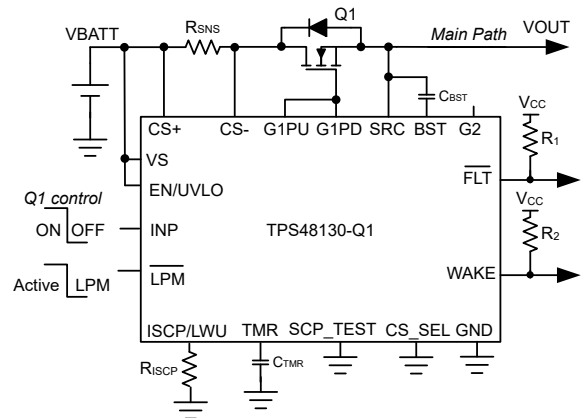 VBATT
RSNS
Q1
Main Path
VOUT
CBST
CS+
CS-
G1PU
G1PD
SRC
BST
G2
VCC
R1
VS
EN/UVLO
FLT
Q1 control
ON
OFF
INP
TPS48130-Q1
VCC
R2
Active
LPM
LPM
WAKE
ISCP/LWU
TMR
SCP_TEST
CS_SEL
GND
RISCP
CTMR